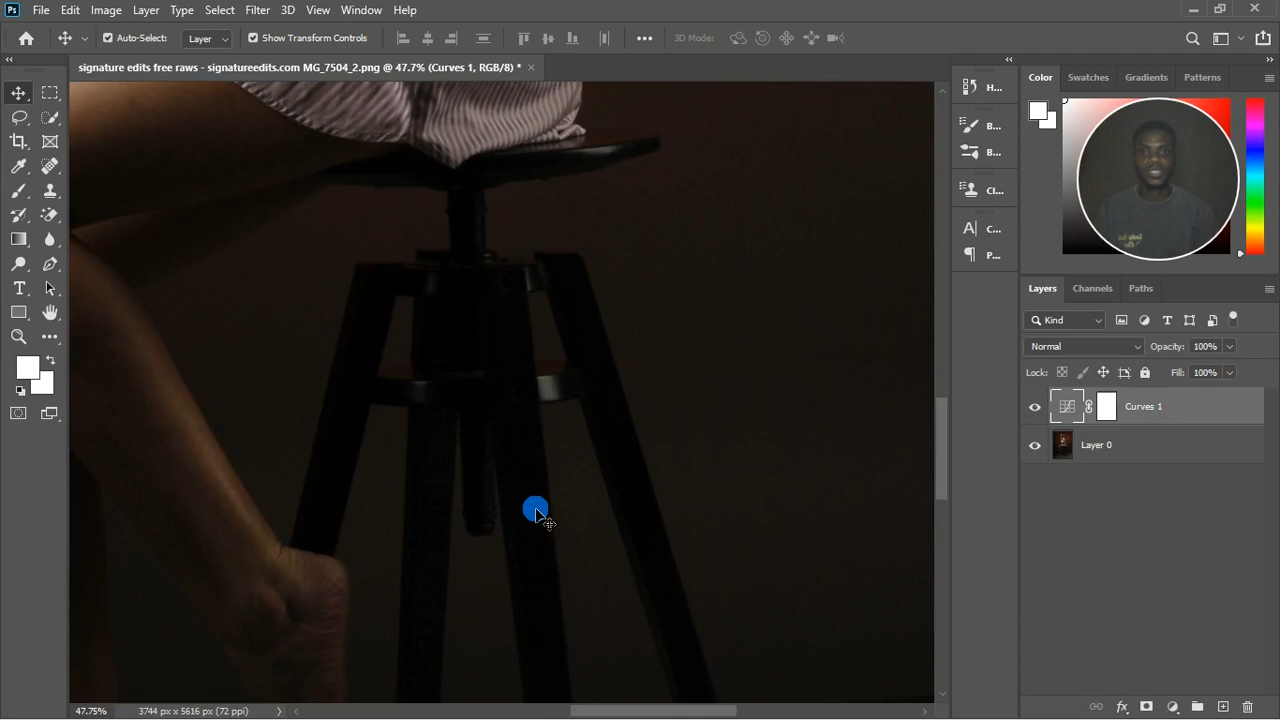 Ps File Edit Image Layer Type Select Filter 3D View Window Help
Auto-Select: Layer Show Transform Controls 3D Mode:
signature edits free raws - signatureedits.com MG_7504_2.png @ 47.7% (Curves 1, RGB/8) *
H...
B...
B...
Cl...
C...
P...
Color Swatches Gradients Patterns
Layers Channels Paths
Kind
Normal Opacity: 100%
Lock: Fill: 100%
Curves 1
Layer 0
47.75% 3744 px x 5616 px (72 ppi)